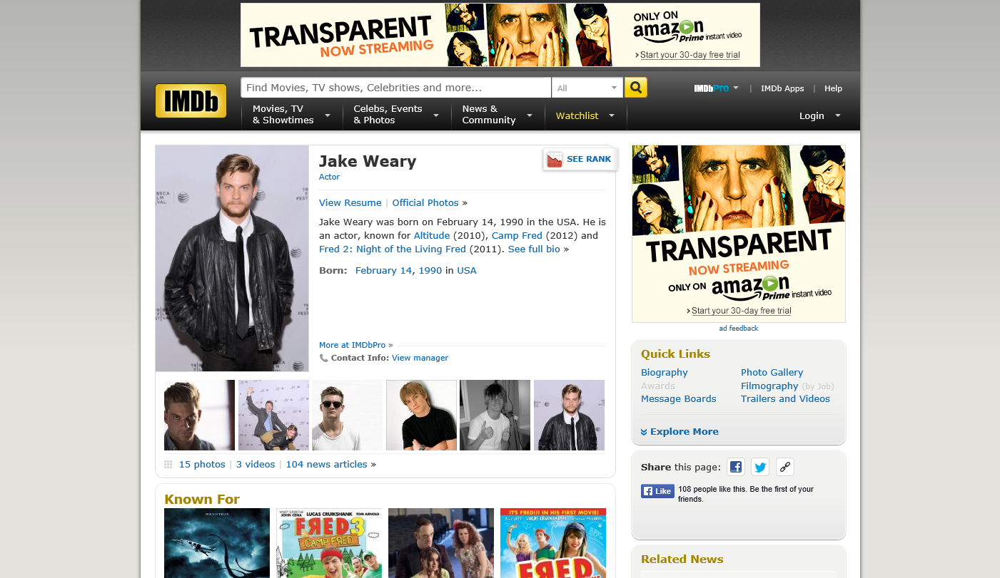 TRANSPARENT
NOW STREAMING
ONLY ON
amazon
Prime instant video
Start your 30-day free trial
IMDb
Find Movies, TV shows, Celebrities and more...
All
IMDbPro | IMDb Apps | Help
Movies, TV
& Showtimes
Celebs, Events
& Photos
News &
Community
Watchlist
Login
Jake Weary
SEE RANK
Actor
View Resume | Official Photos »
Jake Weary was born on February 14, 1990 in the USA. He is
an actor, known for Altitude (2010), Camp Fred (2012) and
Fred 2: Night of the Living Fred (2011). See full bio »
Born: February 14, 1990 in USA
More at IMDbPro »
Contact Info: View manager
15 photos | 3 videos | 104 news articles »
Known For
LUCAS CRUIKSHANK
JOHN CENA
TOM ARNOLD
FRED 3
CAMP FRED
IT'S FRED!!! IN HIS FIRST MOVIE!
LUCAS CRUIKSHANK
FRED
TRANSPARENT
NOW STREAMING
ONLY ON amazon
Prime instant video
Start your 30-day free trial
ad feedback
Quick Links
Biography
Photo Gallery
Awards
Filmography (by Job)
Message Boards
Trailers and Videos
Explore More
Share this page:
Like
108 people like this. Be the first of your
friends.
Related News